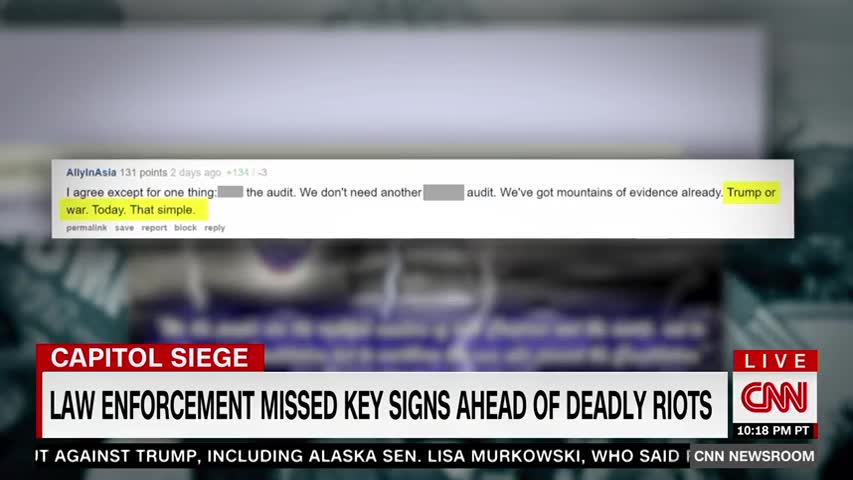 AllyInAsia 131 points 2 days ago +134 / -3
I agree except for one thing: the audit. We don't need another audit. We've got mountains of evidence already. Trump or
war. Today. That simple.
permalink save report block reply
CAPITOL SIEGE
LAW ENFORCEMENT MISSED KEY SIGNS AHEAD OF DEADLY RIOTS
LIVE
CNN
10:18 PM PT
UT AGAINST TRUMP, INCLUDING ALASKA SEN. LISA MURKOWSKI, WHO SAID
CNN NEWSROOM